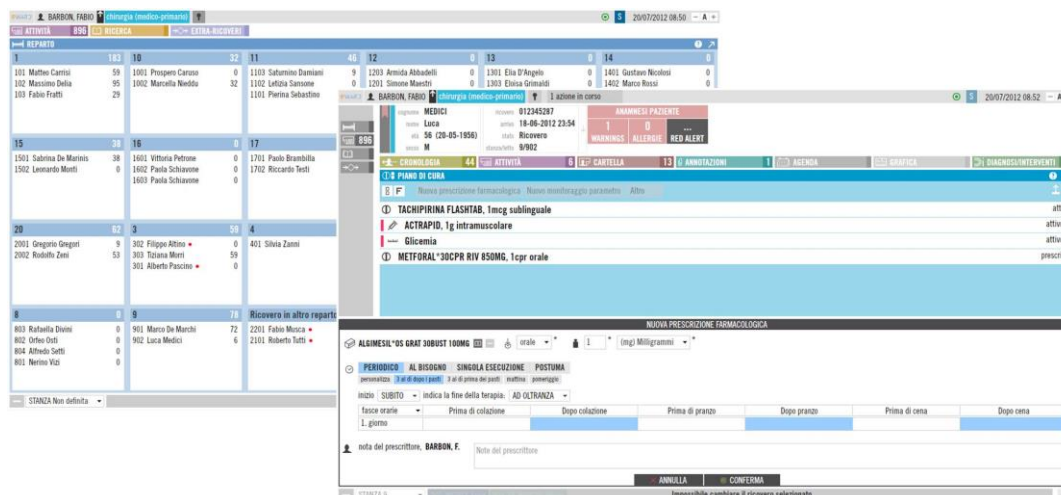 BARBON, FABIO chirurgia (medico-primario) 20/07/2012 08:50 - A +
ATTIVITÀ 896 RICERCA EXTRA-RICOVERI
REPARTO
1 183 10 32 11 46 12 0 13 0 14 0
101 Matteo Carrisi 59 1001 Prospero Caruso 0 1103 Saturnino Damiani 9 1203 Armida Abbadelli 0 1301 Elia D'Angelo 0 1401 Gustavo Nicolosi 0
102 Massimo Delia 95 1002 Marcella Nieddu 32 1102 Letizia Sansone 0 1201 Simone Maestri 0 1303 Eloisa Grimaldi 0 1402 Marco Rossi 0
103 Fabio Fratti 29 1101 Pierina Sebastino
15 38 16 0 17
1501 Sabrina De Marinis 38 1601 Vittoria Petrone 0 1701 Paolo Brambilla
1502 Leonardo Monti 0 1602 Paola Schiavone 0 1702 Riccardo Testi
1603 Paola Schiavone 0
20 62 3 59 4
2001 Gregorio Gregori 9 302 Filippo Altino 0 401 Silvia Zanni
2002 Rodolfo Zeni 53 303 Tiziana Morri 59
301 Alberto Pascino 0
8 0 9 78 Ricovero in altro reparto
803 Rafaella Divini 0 901 Marco De Marchi 72 2201 Fabio Musca
802 Orfeo Osti 0 902 Luca Medici 6 2101 Roberto Tutti
804 Alfredo Setti 0
801 Nerino Vizi 0
STANZA Non definita
BARBON, FABIO chirurgia (medico-primario) 1 azione in corso 20/07/2012 08:52 - A
896
cognome MEDICI ricovero 012345287 ANAMNESI PAZIENTE
nome Luca arrivo 18-06-2012 23:54 1 0 ...
età 56 (20-05-1956) stato Ricovero WARNINGS ALLERGIE RED ALERT
sesso M stanza/letto 9/902
CRONOLOGIA 44 ATTIVITÀ 6 CARTELLA 13 ANNOTAZIONI 1 AGENDA GRAFICA DIAGNOSI/INTERVENTI
PIANO DI CURA
Nuova prescrizione farmacologica Nuovo monitoraggio parametro Altro
TACHIPIRINA FLASHTAB, 1mcg sublinguale att
ACTRAPID, 1g intramuscolare attiv
Glicemia attiv
METFORAL*30CPR RIV 850MG, 1cpr orale prescri
NUOVA PRESCRIZIONE FARMACOLOGICA
ALGIMESIL*OS GRAT 30BUST 100MG orale * 1 * (mg) Milligrammi *
PERIODICO AL BISOGNO SINGOLA ESECUZIONE POSTUMA
personalizza 3 al dì dopo i pasti 3 al dì prima dei pasti mattina pomeriggio
inizio SUBITO indica la fine della terapia: AD OLTRANZA
fasce orarie Prima di colazione Dopo colazione Prima di pranzo Dopo pranzo Prima di cena Dopo cena
1. giorno
nota del prescrittore, BARBON, F. Note del prescrittore
ANNULLA CONFERMA
STANZA 9 Impossibile cambiare il ricovero selezionato